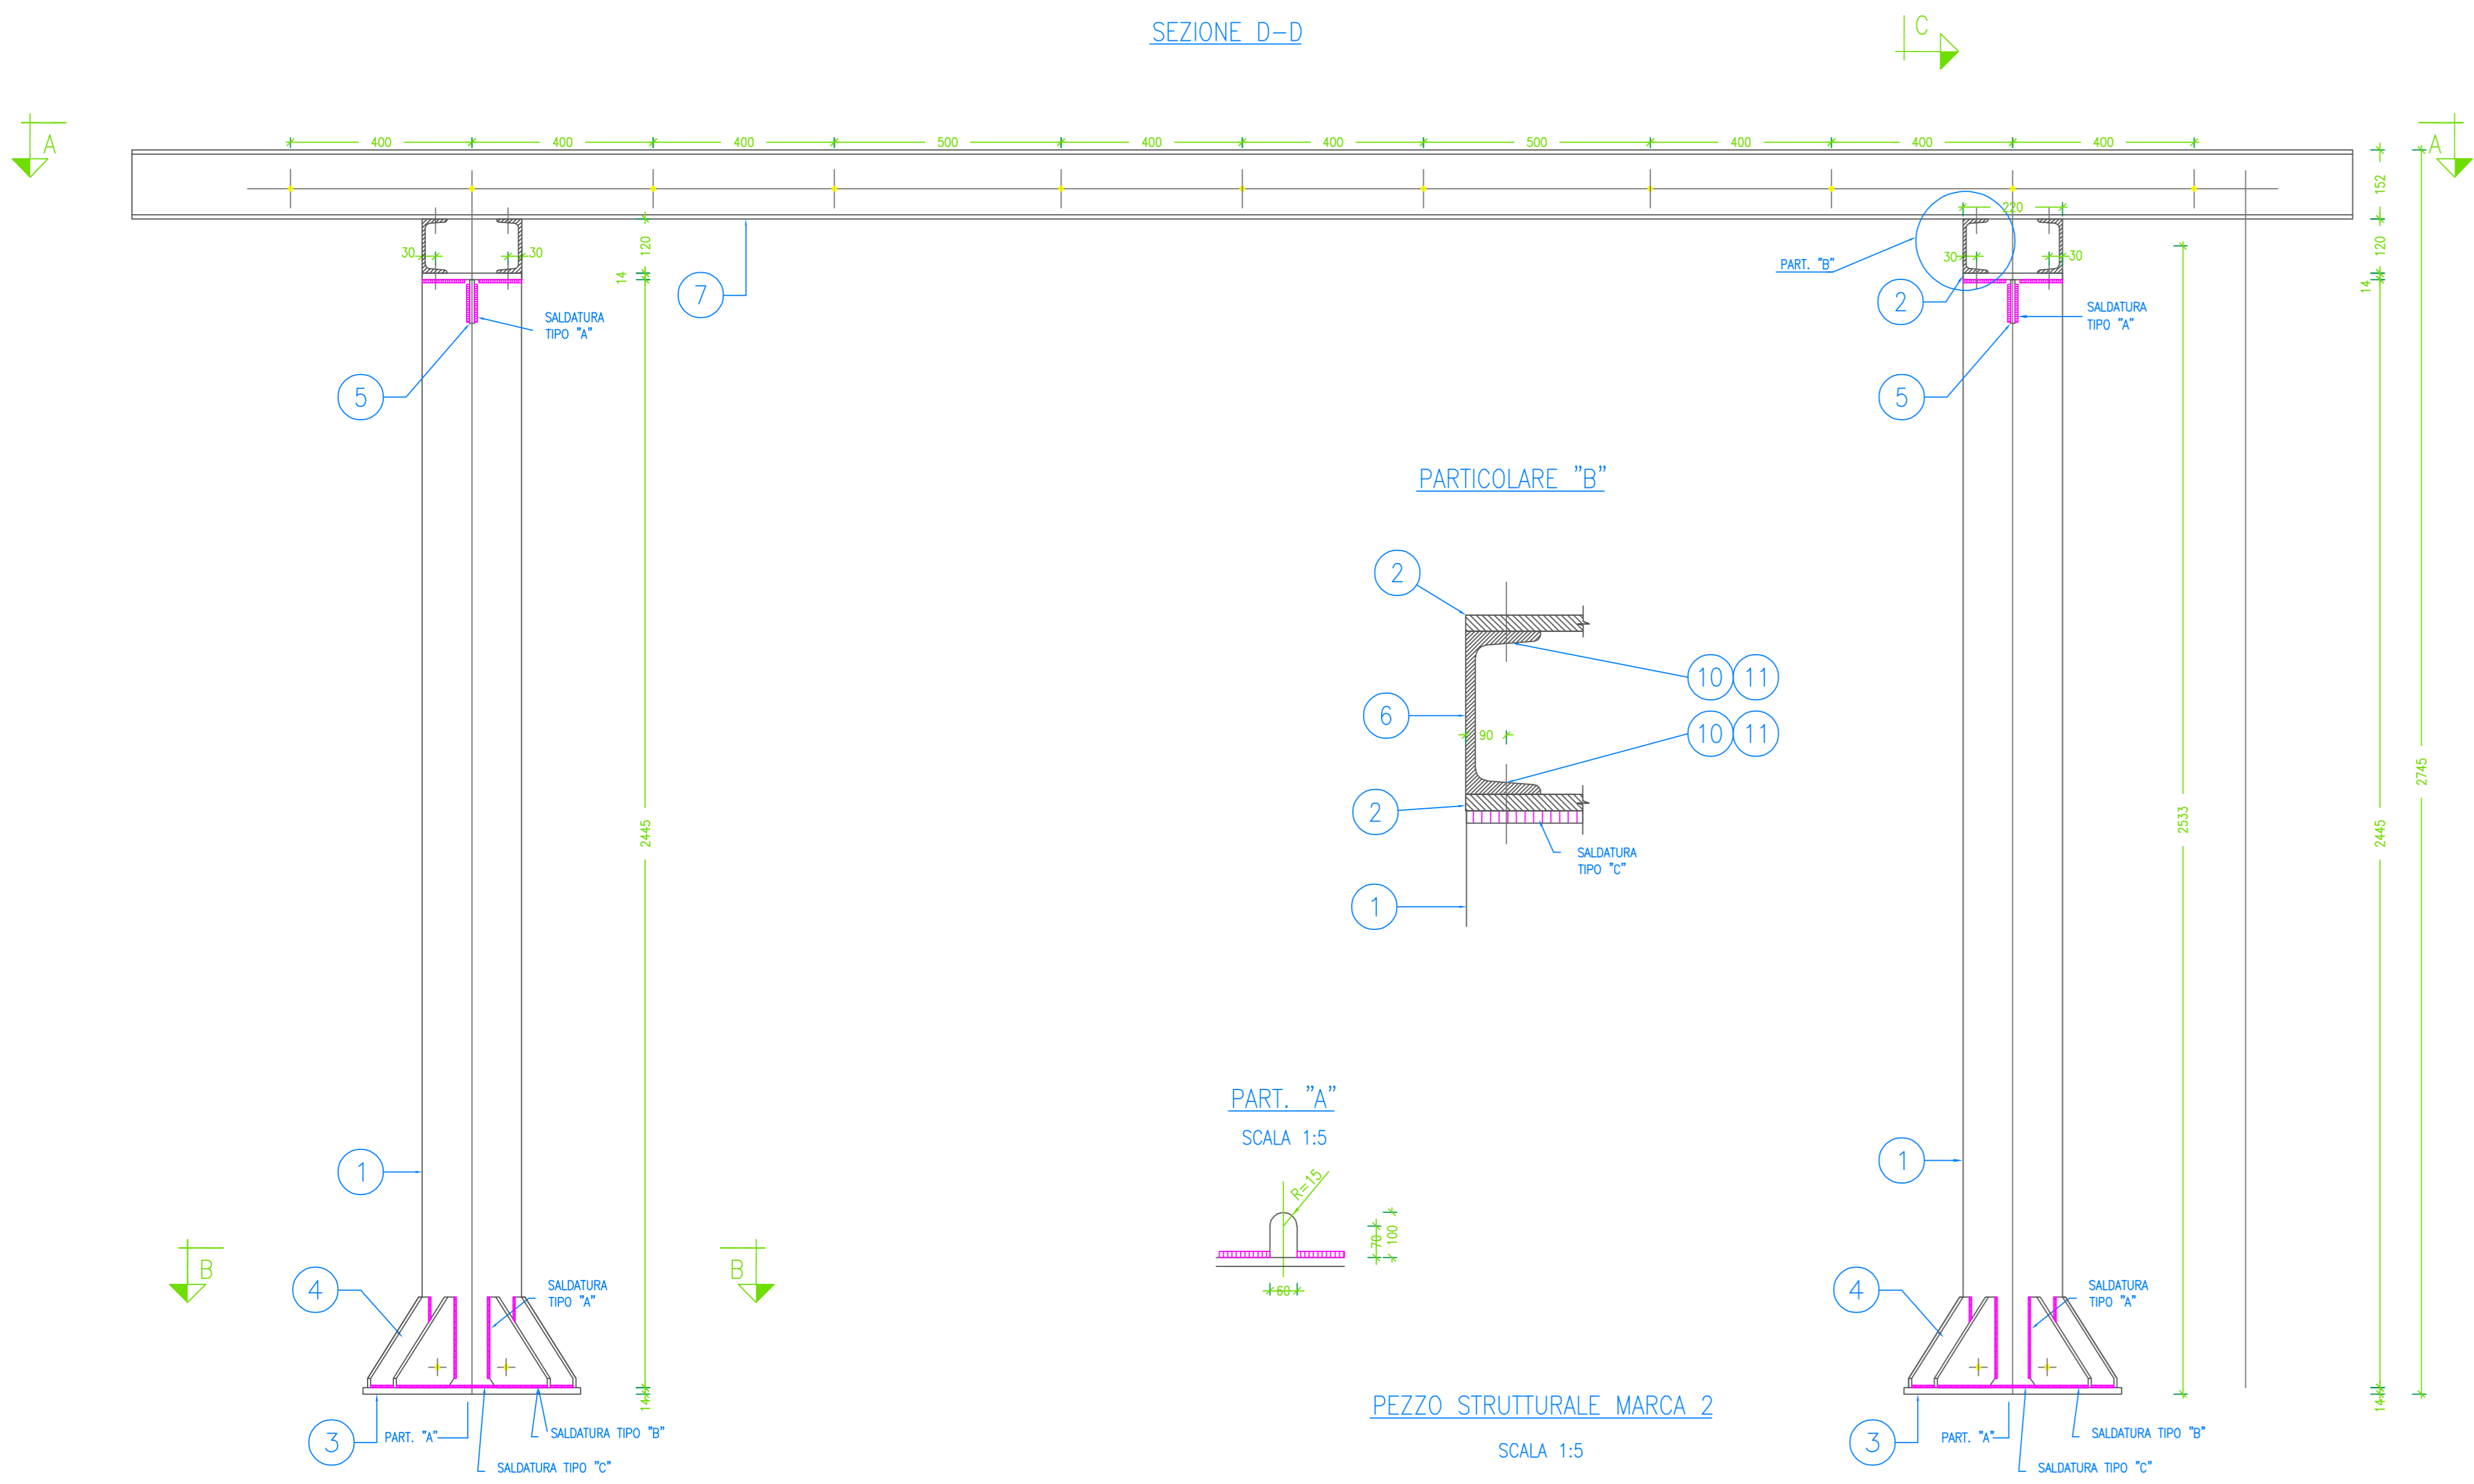 SEZIONE D-D
C
A
400
400
400
500
400
400
500
400
400
400
A
152
220
120
120
30
30
30
30
PART. "B"
14
14
7
2
SALDATURA
TIPO "A"
SALDATURA
TIPO "A"
5
5
PARTICOLARE "B"
2
10
11
6
10
11
90
2745
2
2445
2533
2445
SALDATURA
TIPO "C"
1
PART. "A"
SCALA 1:5
1
1
R=15
70
100
60
B
B
4
SALDATURA
TIPO "A"
4
SALDATURA
TIPO "A"
14
14
PEZZO STRUTTURALE MARCA 2
SCALA 1:5
3
PART. "A"
SALDATURA TIPO "B"
SALDATURA TIPO "C"
3
PART. "A"
SALDATURA TIPO "B"
SALDATURA TIPO "C"